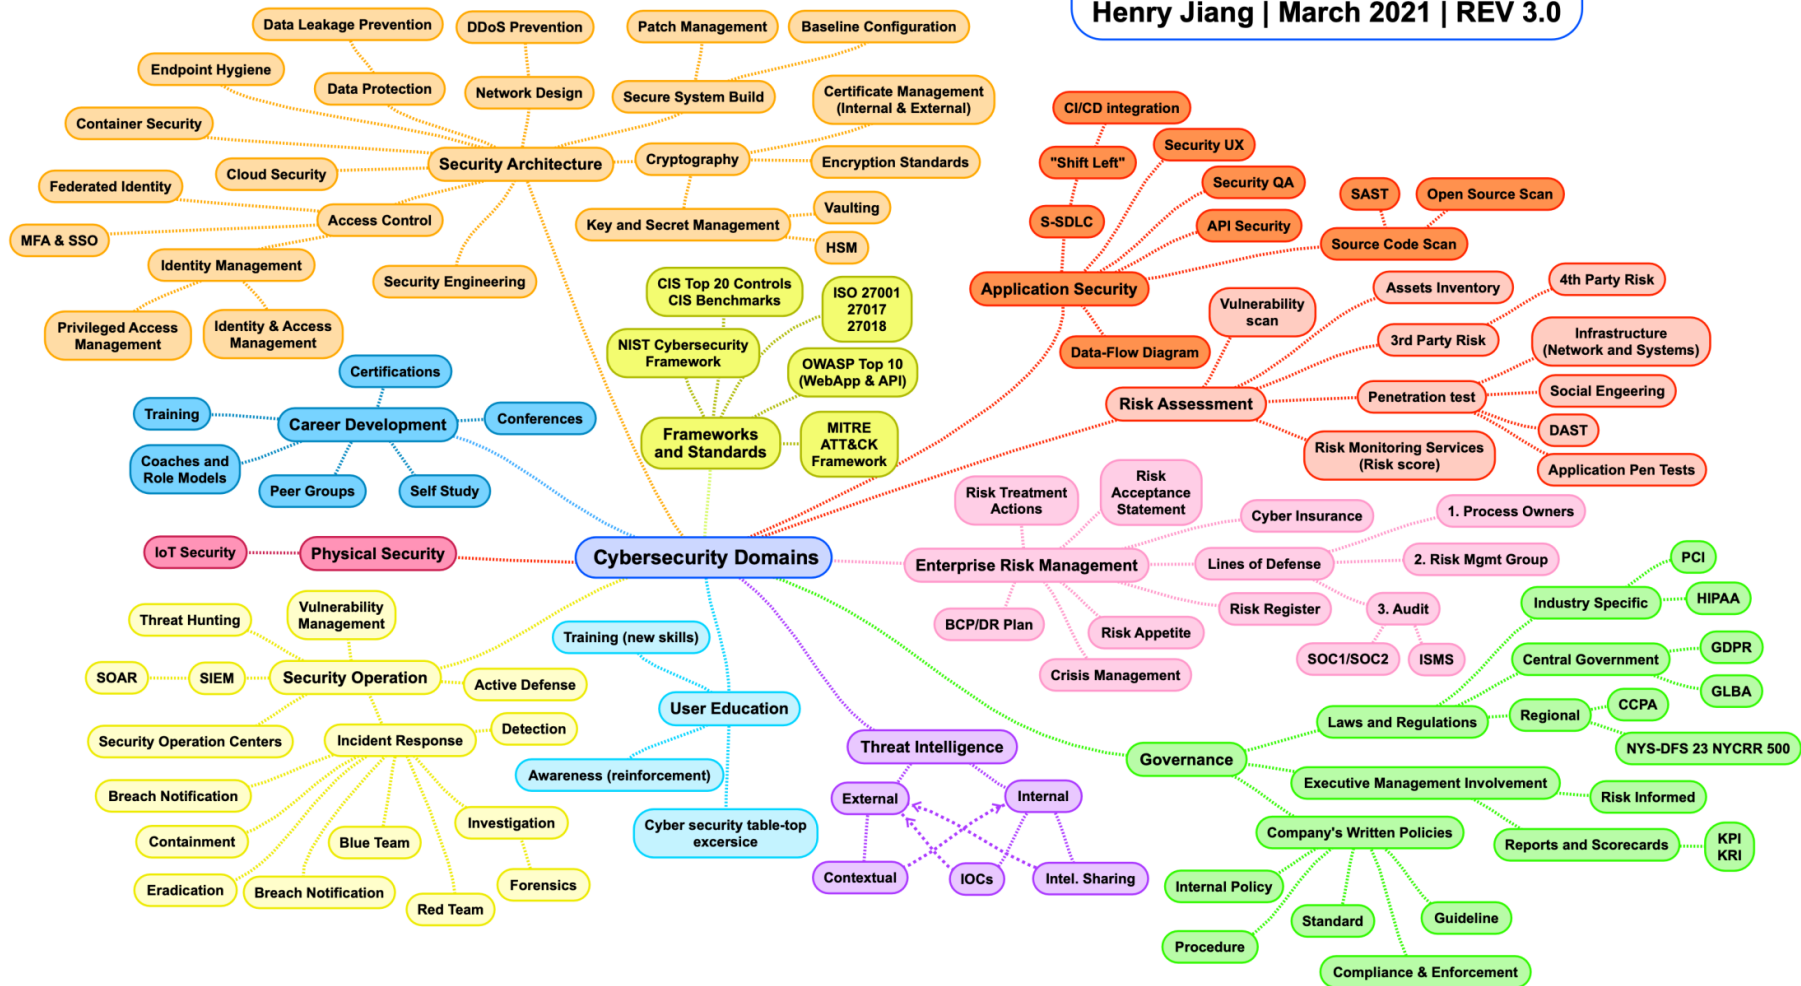 Henry Jiang | March 2021 | REV 3.0
Data Leakage Prevention
DDoS Prevention
Patch Management
Baseline Configuration
Endpoint Hygiene
Data Protection
Network Design
Secure System Build
Certificate Management
(Internal & External)
Container Security
Security Architecture
Cryptography
Encryption Standards
Cloud Security
Federated Identity
Access Control
MFA & SSO
Key and Secret Management
Vaulting
HSM
Identity Management
Security Engineering
Privileged Access
Management
Identity & Access
Management
CI/CD integration
"Shift Left"
Security UX
Security QA
S-SDLC
API Security
SAST
Open Source Scan
Source Code Scan
Application Security
Data-Flow Diagram
CIS Top 20 Controls
CIS Benchmarks
ISO 27001
27017
27018
NIST Cybersecurity
Framework
OWASP Top 10
(WebApp & API)
Frameworks
and Standards
MITRE
ATT&CK
Framework
Vulnerability
scan
Assets Inventory
4th Party Risk
3rd Party Risk
Infrastructure
(Network and Systems)
Risk Assessment
Penetration test
Social Engeering
DAST
Risk Monitoring Services
(Risk score)
Application Pen Tests
Certifications
Training
Career Development
Conferences
Coaches and
Role Models
Peer Groups
Self Study
IoT Security
Physical Security
Cybersecurity Domains
Risk Treatment
Actions
Risk
Acceptance
Statement
Cyber Insurance
1. Process Owners
Enterprise Risk Management
Lines of Defense
2. Risk Mgmt Group
BCP/DR Plan
Risk Appetite
Risk Register
3. Audit
SOC1/SOC2
ISMS
Crisis Management
PCI
Industry Specific
HIPAA
Central Government
GDPR
GLBA
Laws and Regulations
Regional
CCPA
NYS-DFS 23 NYCRR 500
Governance
Executive Management Involvement
Risk Informed
Company's Written Policies
Reports and Scorecards
KPI
KRI
Internal Policy
Standard
Guideline
Procedure
Compliance & Enforcement
Threat Hunting
Vulnerability
Management
SOAR
SIEM
Security Operation
Active Defense
Security Operation Centers
Incident Response
Detection
Breach Notification
Containment
Blue Team
Investigation
Eradication
Breach Notification
Red Team
Forensics
Training (new skills)
User Education
Awareness (reinforcement)
Cyber security table-top
excersice
Threat Intelligence
External
Internal
Contextual
IOCs
Intel. Sharing